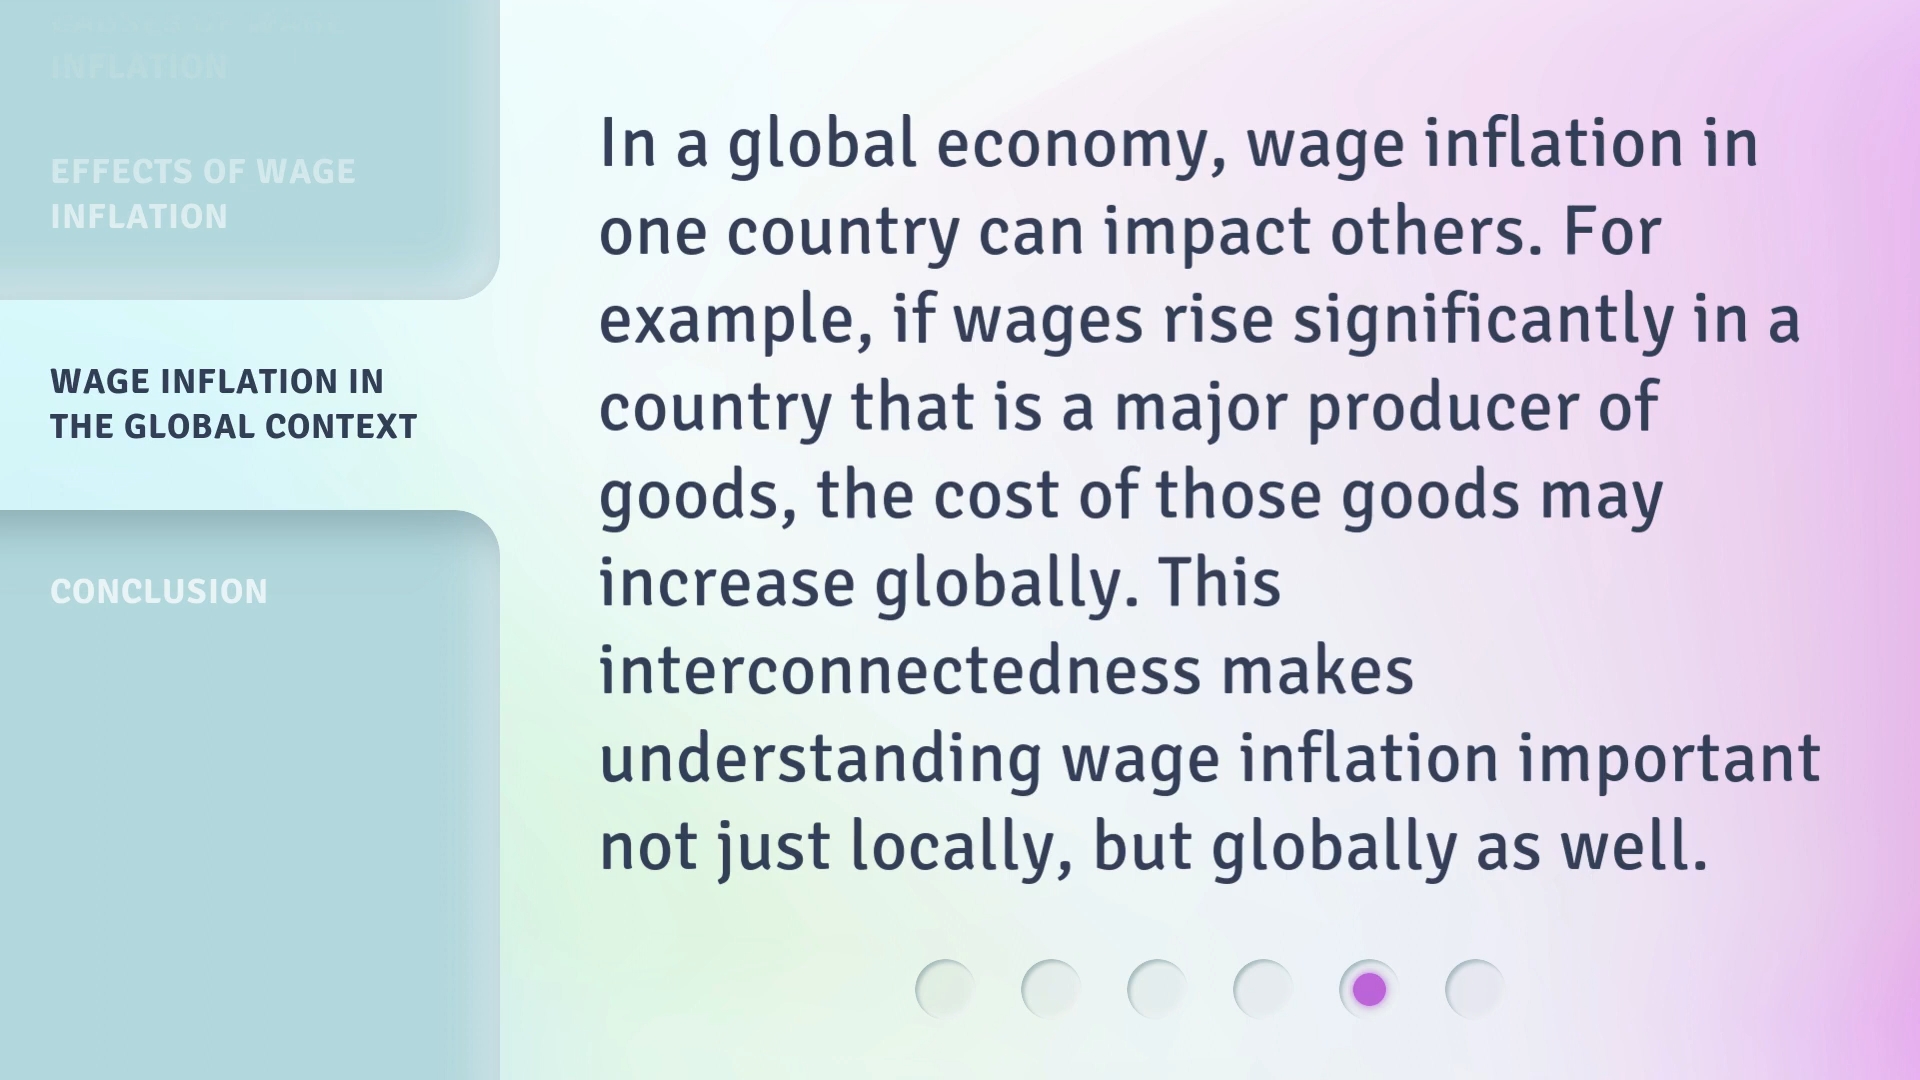 INFLATION
EFFECTS OF WAGE
INFLATION
WAGE INFLATION IN
THE GLOBAL CONTEXT
CONCLUSION
In a global economy, wage inflation in
one country can impact others. For
example, if wages rise significantly in a
country that is a major producer of
goods, the cost of those goods may
increase globally. This
interconnectedness makes
understanding wage inflation important
not just locally, but globally as well.